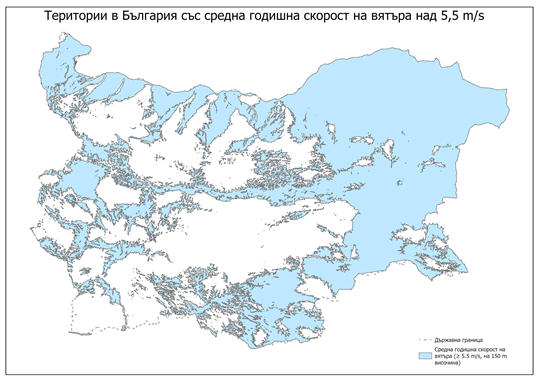 Територии в България със средна годишна скорост на вятъра над 5,5 m/s
Държавна граница
Средна годишна скорост на
вятъра (≥ 5.5 m/s, на 150 m
височина)